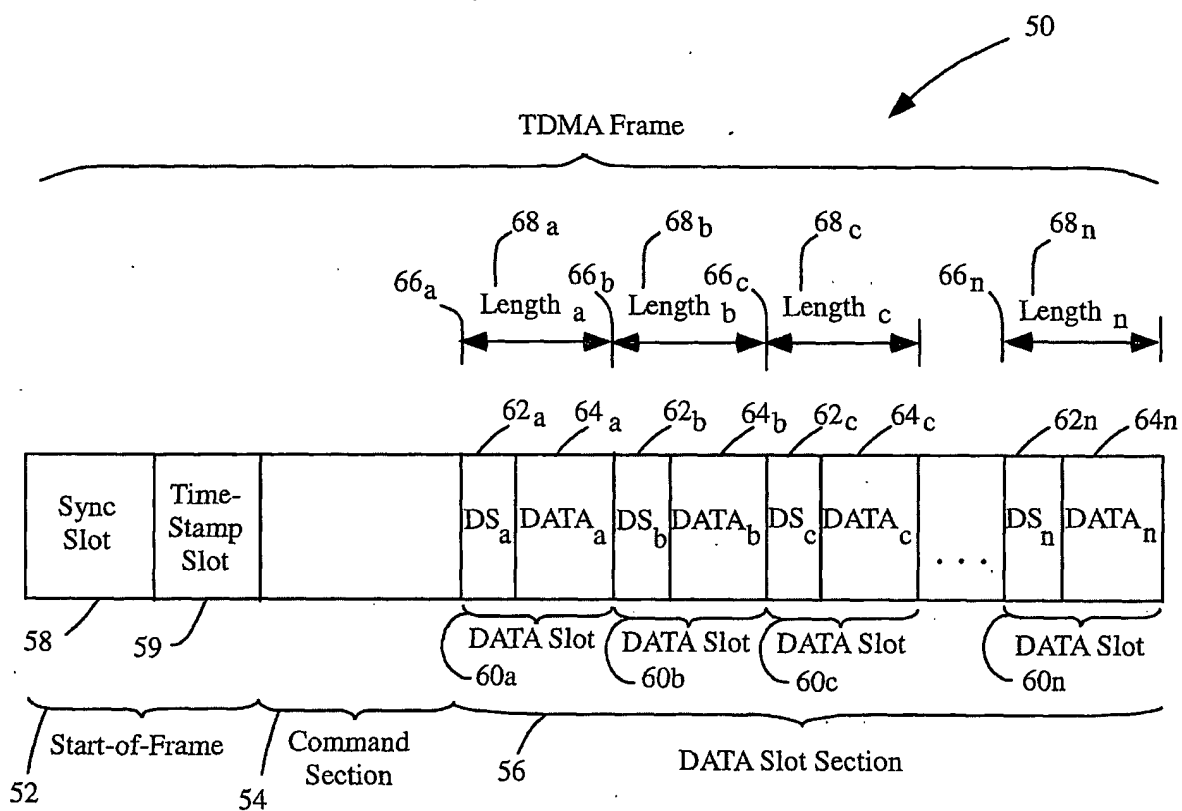 50
TDMA Frame
68a 68b 68c 68n
66a 66b 66c 66n
Length a Length b Length c Length n
62a 64a 62b 64b 62c 64c 62n 64n
Sync Slot
Time-Stamp Slot
DSa DATAa DSb DATAb DSc DATAc . . . DSn DATAn
58 59
DATA Slot DATA Slot DATA Slot DATA Slot
60a 60b 60c 60n
Start-of-Frame
Command Section
DATA Slot Section
52 54 56